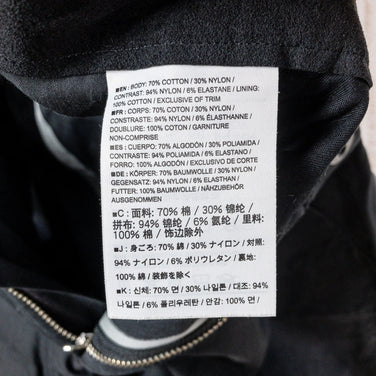 ■EN : BODY: 70% COTTON / 30% NYLON /
CONTRAST: 94% NYLON / 6% ELASTANE / LINING:
100% COTTON / EXCLUSIVE OF TRIM
■FR : CORPS: 70% COTON / 30% NYLON /
CONSTRASTE: 94% NYLON / 6% ÉLASTHANNE /
DOUBLURE: 100% COTON / GARNITURE
NON-COMPRISE
■ES : CUERPO: 70% ALGODÓN / 30% POLIAMIDA /
CONTRASTE: 94% POLIAMIDA / 6% ELASTANO /
FORRO: 100% ALGODÓN / EXCLUSIVO DE CORTE
■DE : KÖRPER: 70% BAUMWOLLE / 30% NYLON /
GEGENSATZ: 94% NYLON / 6% ELASTHAN /
FUTTER: 100% BAUMWOLLE / NÄHZUBEHÖR
AUSGENOMMEN
■C : 面料: 70% 棉 / 30% 锦纶 /
拼布: 94% 锦纶 / 6% 氨纶 / 里料:
100% 棉 / 饰边除外
■J : 身ごろ: 70% 綿 / 30% ナイロン / 対照:
94% ナイロン / 6% ポリウレタン / 裏地:
100% 綿 / 装飾を除く
■K : 신체: 70% 면 / 30% 나일론 / 대조: 94%
나일론 / 6% 폴리우레탄 / 안감: 100% 면 /